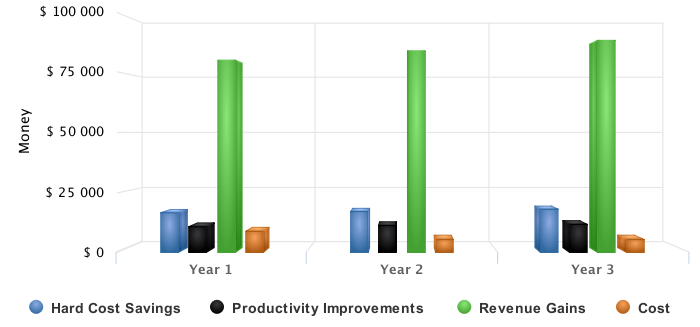 $ 100 000
$ 75 000
$ 50 000
$ 25 000
$ 0
Money
Year 1 Year 2 Year 3
Hard Cost Savings Productivity Improvements Revenue Gains Cost